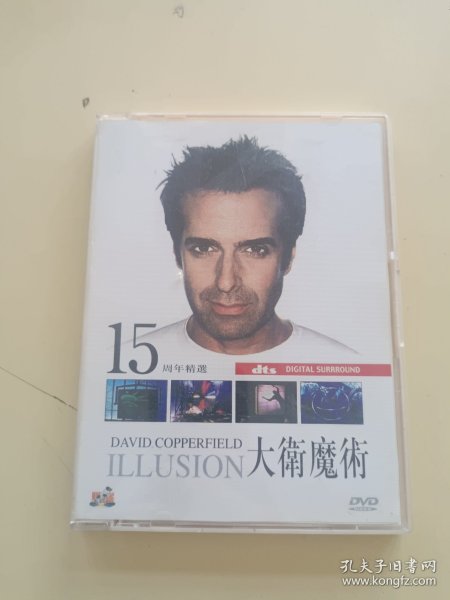 15 周年精選
dts DIGITAL SURRROUND
DAVID COPPERFIELD
ILLUSION 大衛魔術
DVD
孔夫子旧书网
www.kongfz.com